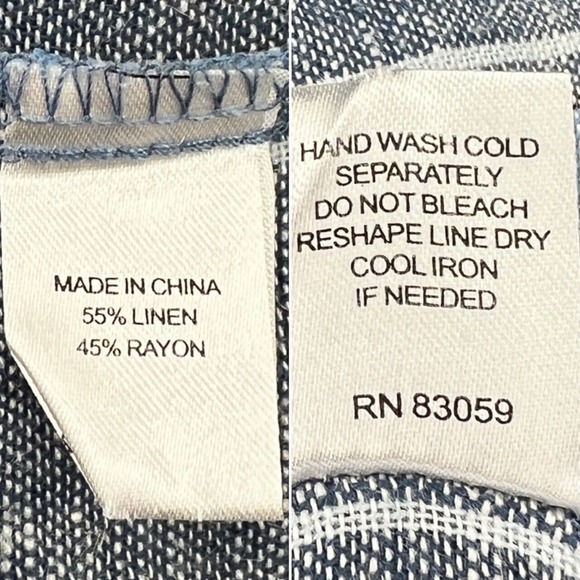 MADE IN CHINA
55% LINEN
45% RAYON
HAND WASH COLD
SEPARATELY
DO NOT BLEACH
RESHAPE LINE DRY
COOL IRON
IF NEEDED
RN 83059